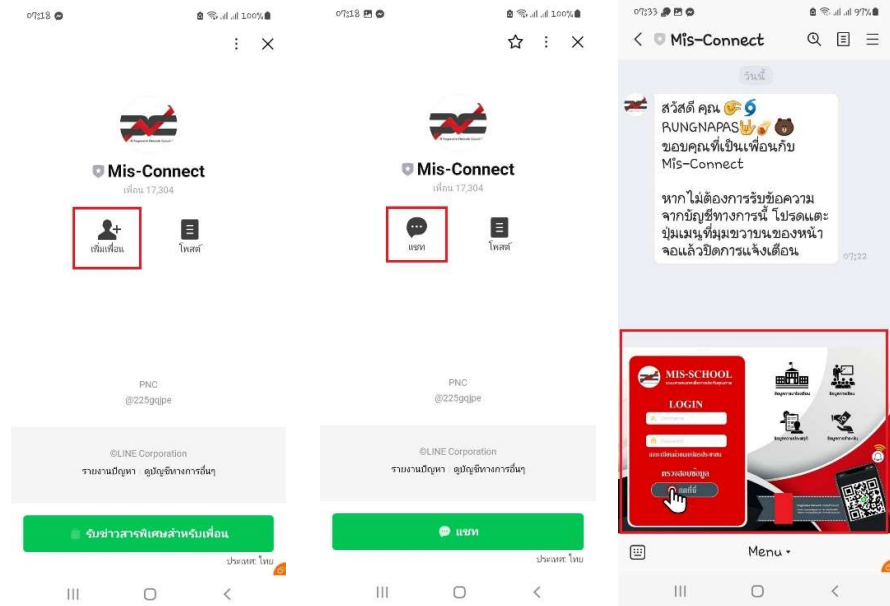 07:18
100%
Mis-Connect
เพื่อน 17,304
เพิ่มเพื่อน
โพสต์
PNC
@225gqjpe
©LINE Corporation
รายงานปัญหา ดูบัญชีทางการอื่นๆ
รับข่าวสารพิเศษสำหรับเพื่อน
ประเทศ: ไทย
07:18
100%
Mis-Connect
เพื่อน 17,304
แชท
โพสต์
PNC
@225gqjpe
©LINE Corporation
รายงานปัญหา ดูบัญชีทางการอื่นๆ
แชท
ประเทศ: ไทย
07:33
97%
Mis-Connect
วันนี้
สวัสดี คุณ
RUNGNAPAS
ขอบคุณที่เป็นเพื่อนกับ
Mis-Connect
หากไม่ต้องการรับข้อความ
จากบัญชีทางการนี้ โปรดแตะ
ปุ่มเมนูที่มุมขวาบนของหน้า
จอแล้วปิดการแจ้งเตือน
07:22
MIS-SCHOOL
LOGIN
ตรวจสอบข้อมูล
กดที่นี่
Menu